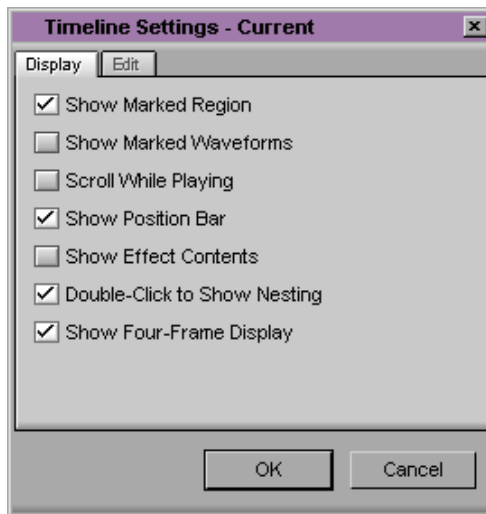 Timeline Settings - Current
Display Edit
Show Marked Region
Show Marked Waveforms
Scroll While Playing
Show Position Bar
Show Effect Contents
Double-Click to Show Nesting
Show Four-Frame Display
OK Cancel